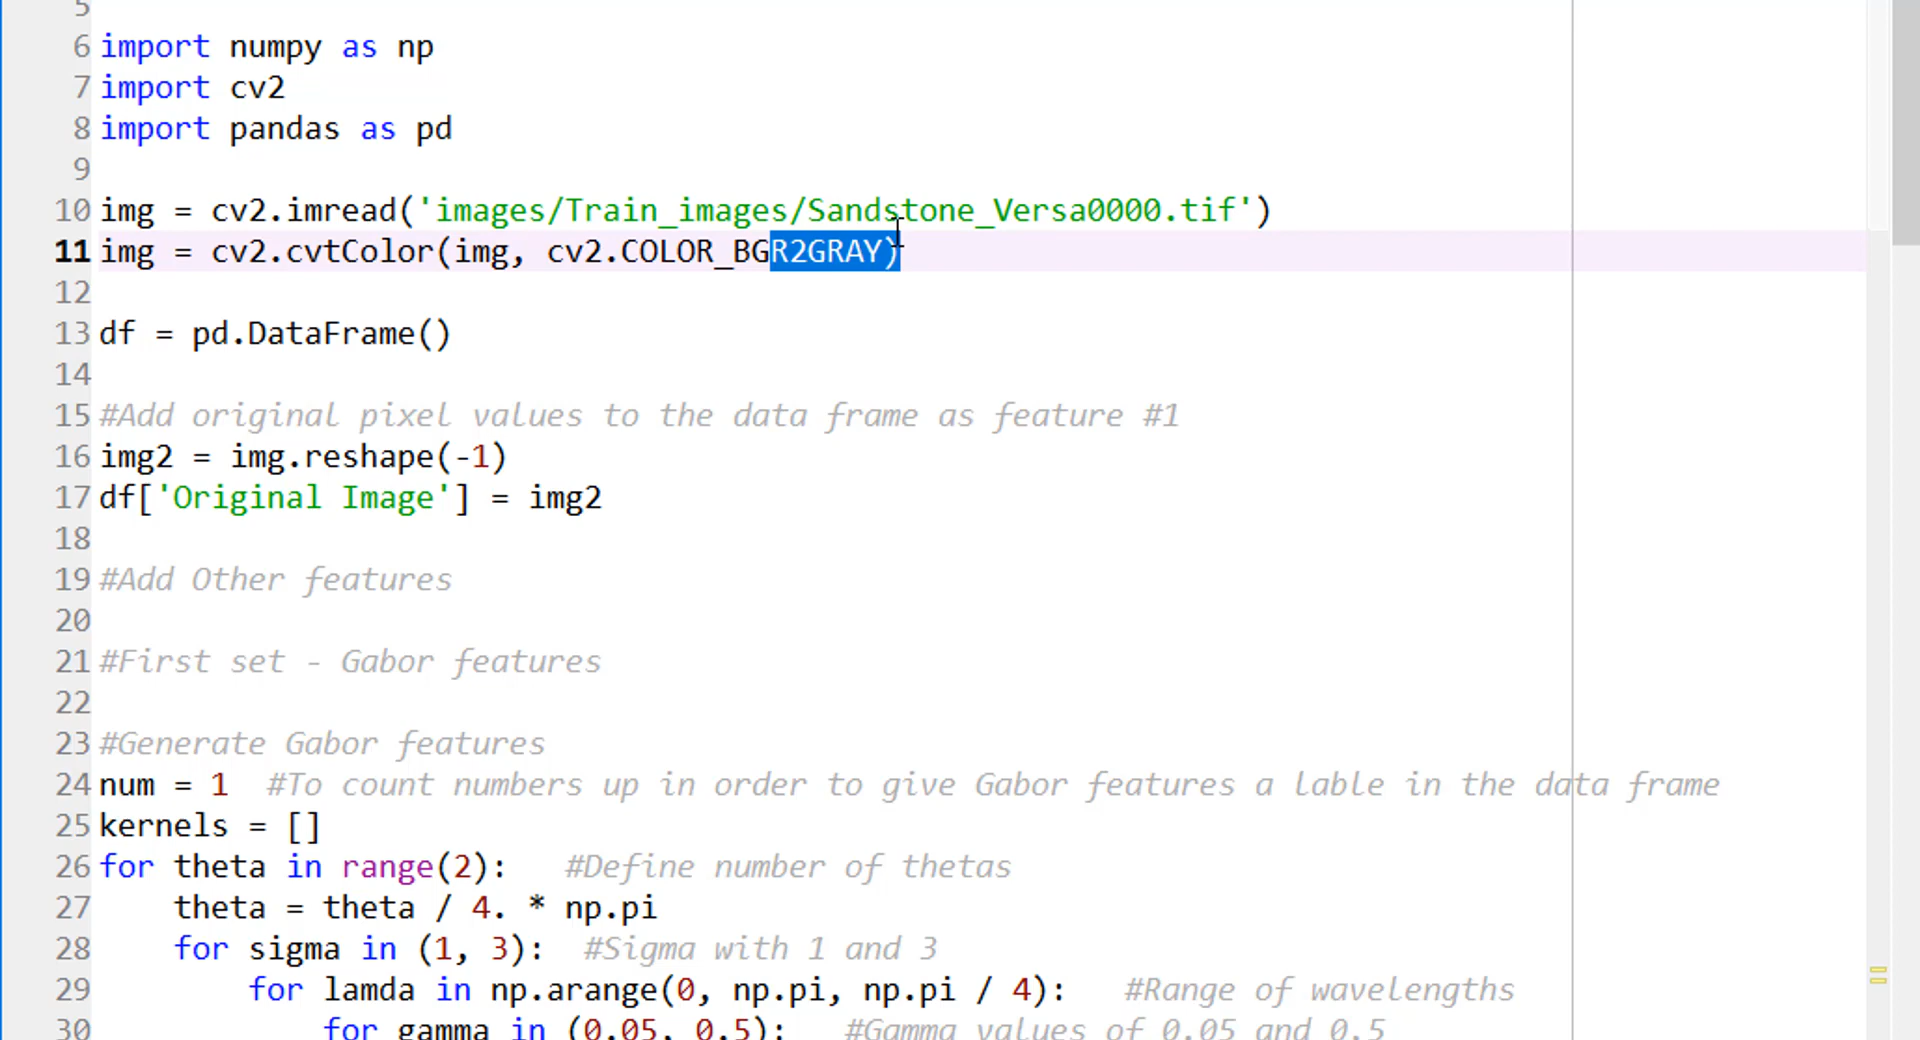 5
6 import numpy as np
7 import cv2
8 import pandas as pd
9
10 img = cv2.imread('images/Train_images/Sandstone_Versa0000.tif')
11 img = cv2.cvtColor(img, cv2.COLOR_BGR2GRAY)
12
13 df = pd.DataFrame()
14
15 #Add original pixel values to the data frame as feature #1
16 img2 = img.reshape(-1)
17 df['Original Image'] = img2
18
19 #Add Other features
20
21 #First set - Gabor features
22
23 #Generate Gabor features
24 num = 1  #To count numbers up in order to give Gabor features a lable in the data frame
25 kernels = []
26 for theta in range(2):   #Define number of thetas
27     theta = theta / 4. * np.pi
28     for sigma in (1, 3):  #Sigma with 1 and 3
29         for lamda in np.arange(0, np.pi, np.pi / 4):   #Range of wavelengths
30             for gamma in (0.05, 0.5):   #Gamma values of 0.05 and 0.5